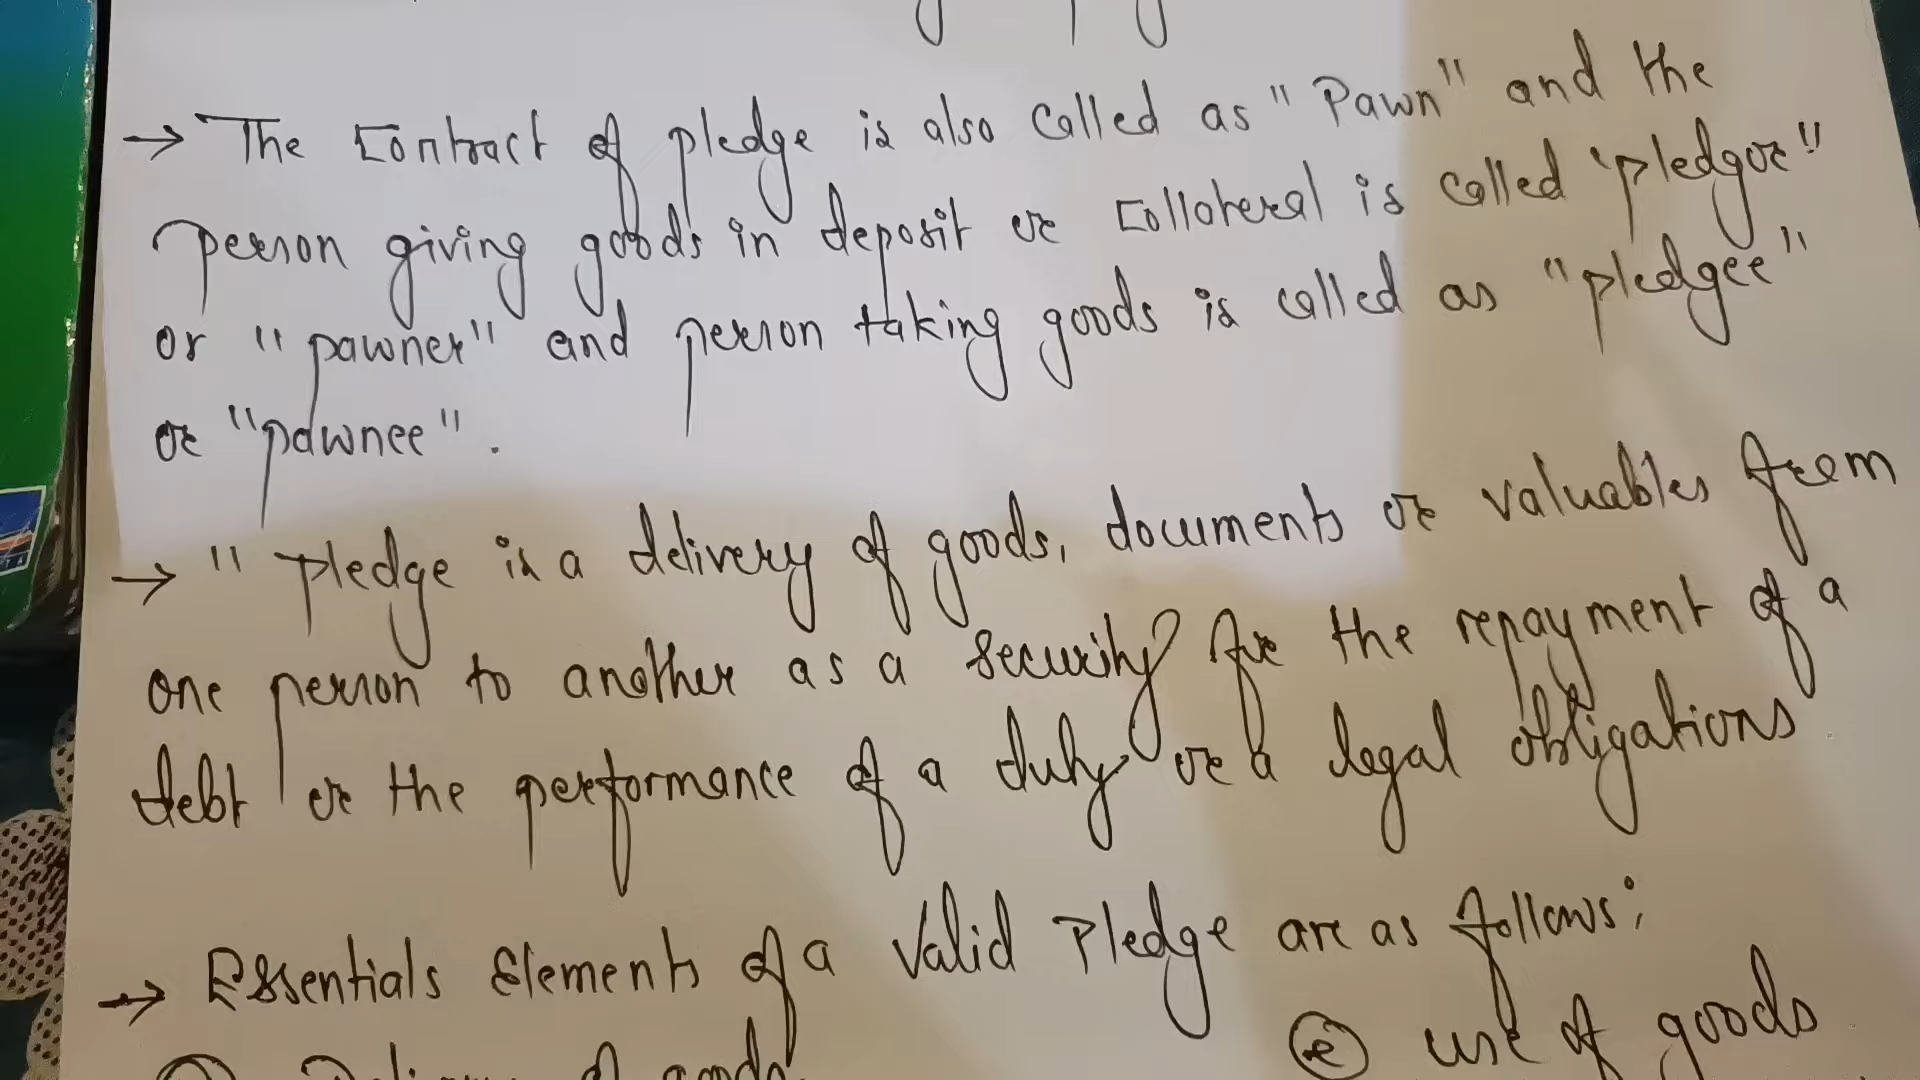 → The Contract of pledge is also called as "Pawn" and the
person giving goods in deposit or Collateral is called "pledgor"
or "pawner" and person taking goods is called as "pledgee"
or "pawnee".
→ "Pledge is a delivery of goods, documents or valuables from
one person to another as a security for the repayment of a
debt or the performance of a duty or a legal obligations
→ Essentials Elements of a Valid Pledge are as follows:
Delivery of goods.
(e) use of goods